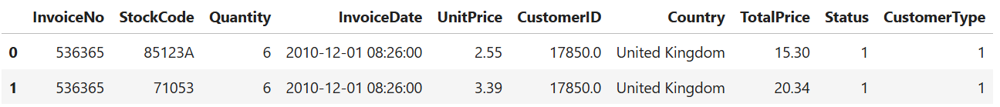 InvoiceNo StockCode Quantity InvoiceDate UnitPrice CustomerID Country TotalPrice Status CustomerType
0 536365 85123A 6 2010-12-01 08:26:00 2.55 17850.0 United Kingdom 15.30 1 1
1 536365 71053 6 2010-12-01 08:26:00 3.39 17850.0 United Kingdom 20.34 1 1